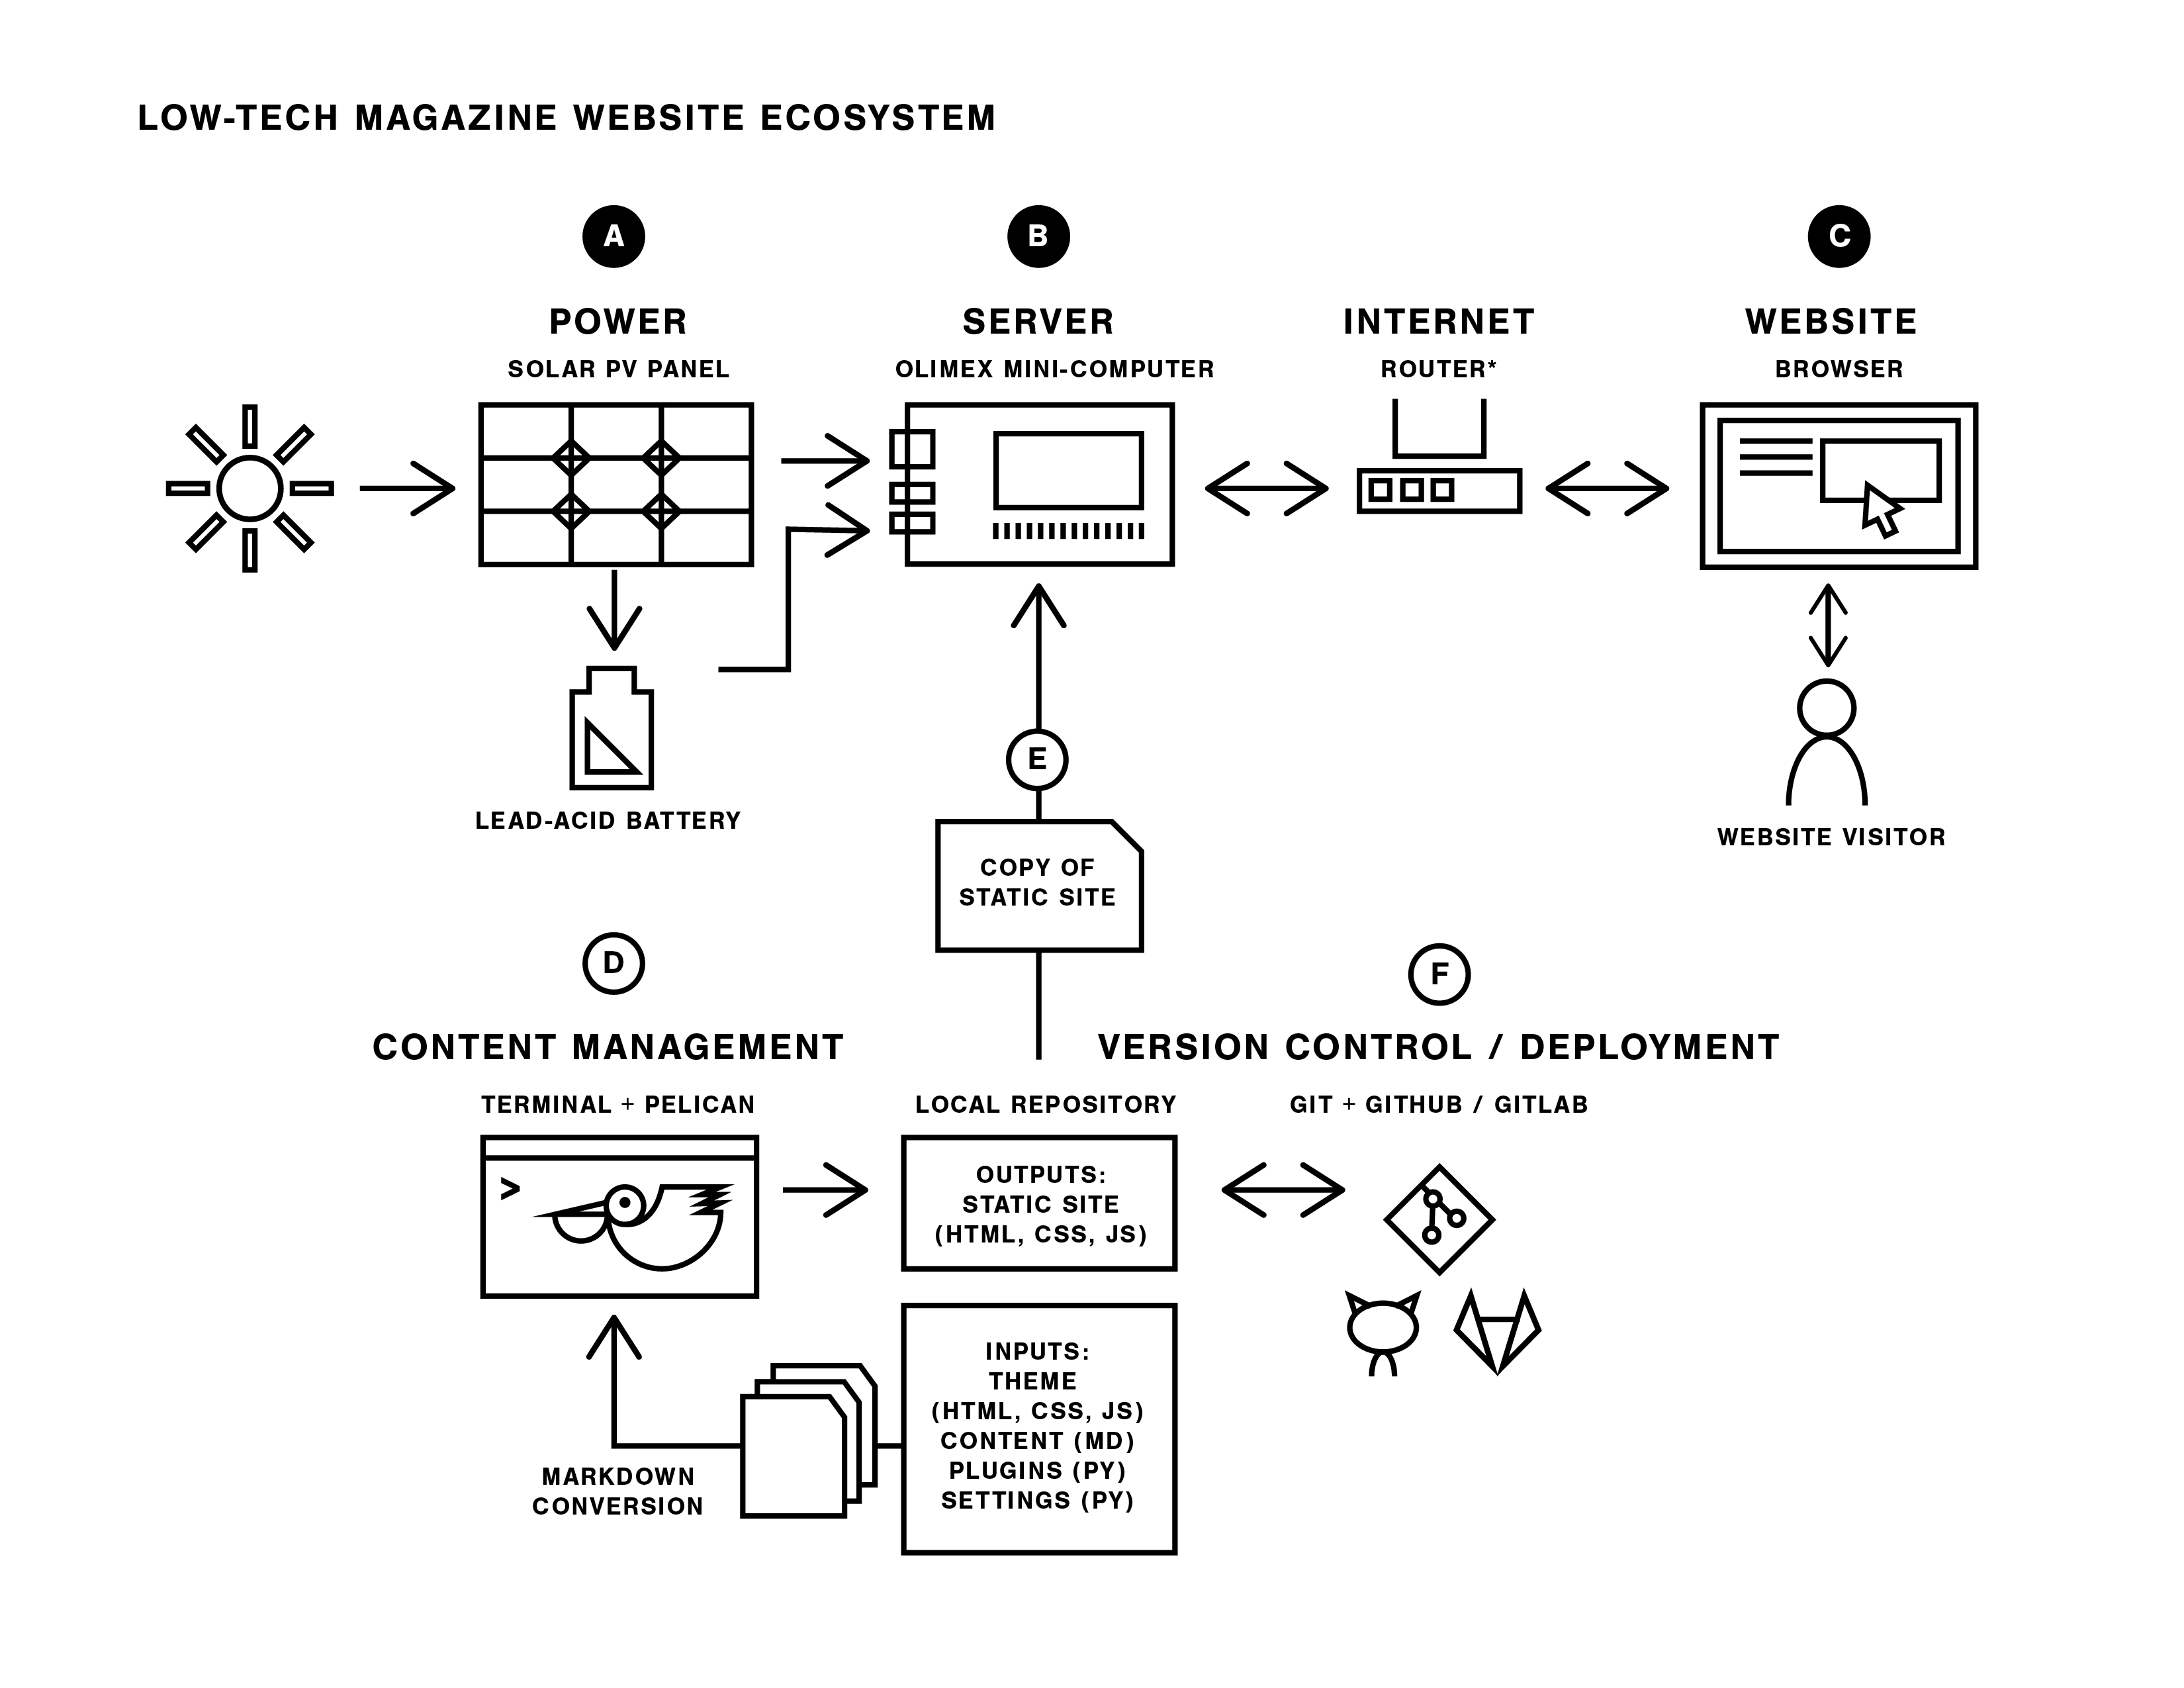 LOW-TECH MAGAZINE WEBSITE ECOSYSTEM
A
B
C
POWER
SERVER
INTERNET
WEBSITE
SOLAR PV PANEL
OLIMEX MINI-COMPUTER
ROUTER*
BROWSER
LEAD-ACID BATTERY
E
WEBSITE VISITOR
COPY OF
STATIC SITE
D
F
CONTENT MANAGEMENT
VERSION CONTROL / DEPLOYMENT
TERMINAL + PELICAN
LOCAL REPOSITORY
GIT + GITHUB / GITLAB
>
OUTPUTS:
STATIC SITE
(HTML, CSS, JS)
INPUTS:
THEME
(HTML, CSS, JS)
CONTENT (MD)
PLUGINS (PY)
SETTINGS (PY)
MARKDOWN
CONVERSION